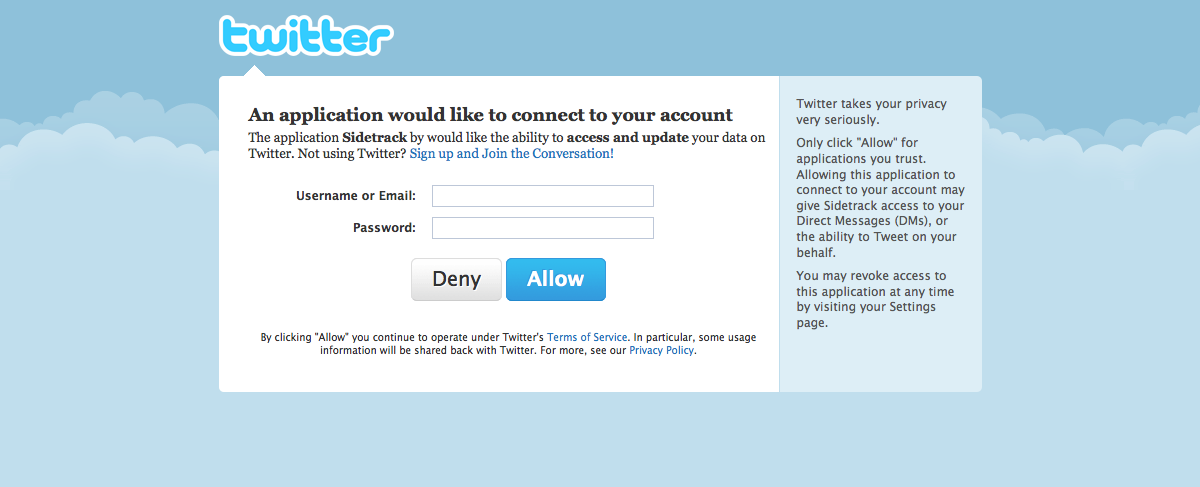 twitter
An application would like to connect to your account
The application Sidetrack by would like the ability to access and update your data on
Twitter. Not using Twitter? Sign up and Join the Conversation!
Username or Email:
Password:
Deny
Allow
By clicking "Allow" you continue to operate under Twitter's Terms of Service. In particular, some usage
information will be shared back with Twitter. For more, see our Privacy Policy.
Twitter takes your privacy
very seriously.
Only click "Allow" for
applications you trust.
Allowing this application to
connect to your account may
give Sidetrack access to your
Direct Messages (DMs), or
the ability to Tweet on your
behalf.
You may revoke access to
this application at any time
by visiting your Settings
page.